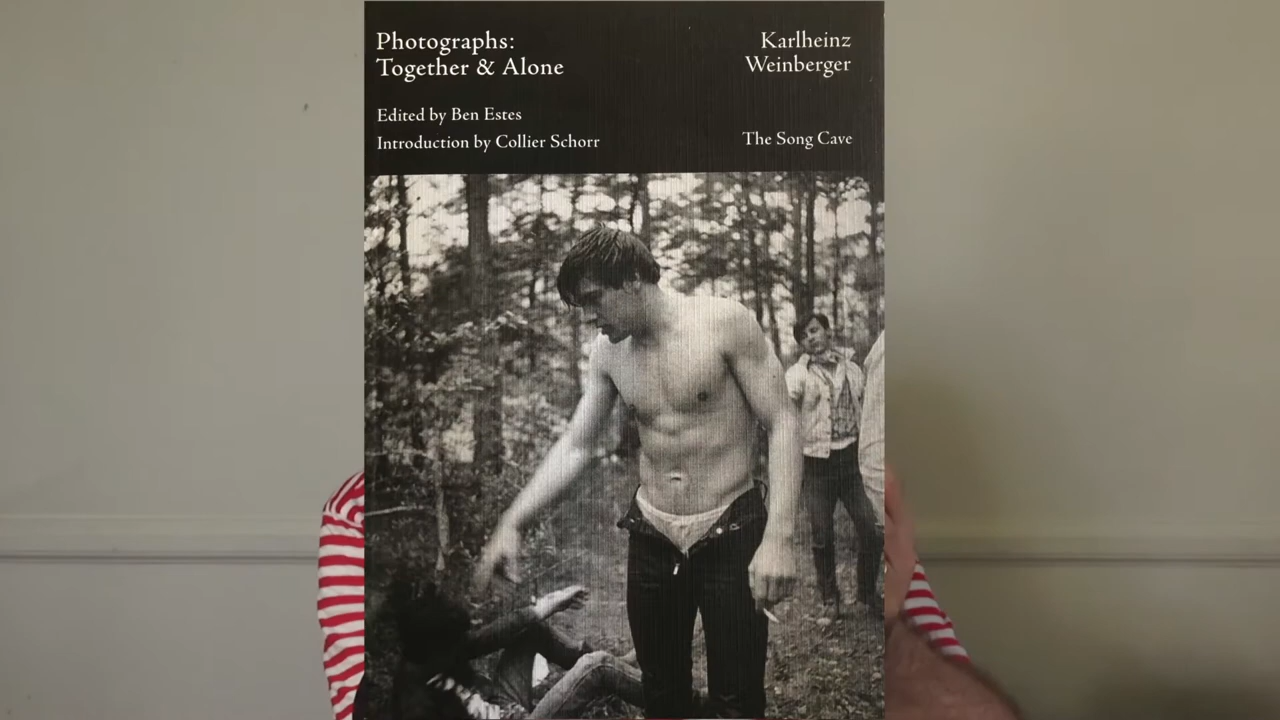 Photographs:
Together & Alone
Karlheinz
Weinberger
Edited by Ben Estes
Introduction by Collier Schorr
The Song Cave